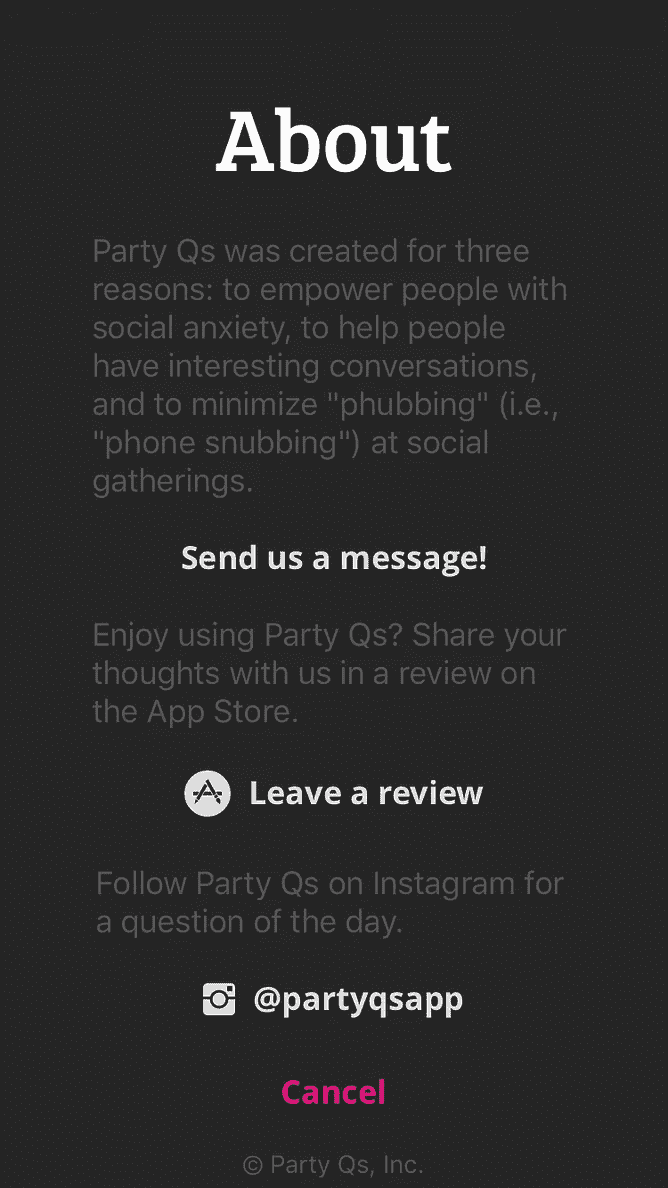 About
Party Qs was created for three
reasons: to empower people with
social anxiety, to help people
have interesting conversations,
and to minimize "phubbing" (i.e.,
"phone snubbing") at social
gatherings.
Send us a message!
Enjoy using Party Qs? Share your
thoughts with us in a review on
the App Store.
Leave a review
Follow Party Qs on Instagram for
a question of the day.
@partyqsapp
Cancel
© Party Qs, Inc.